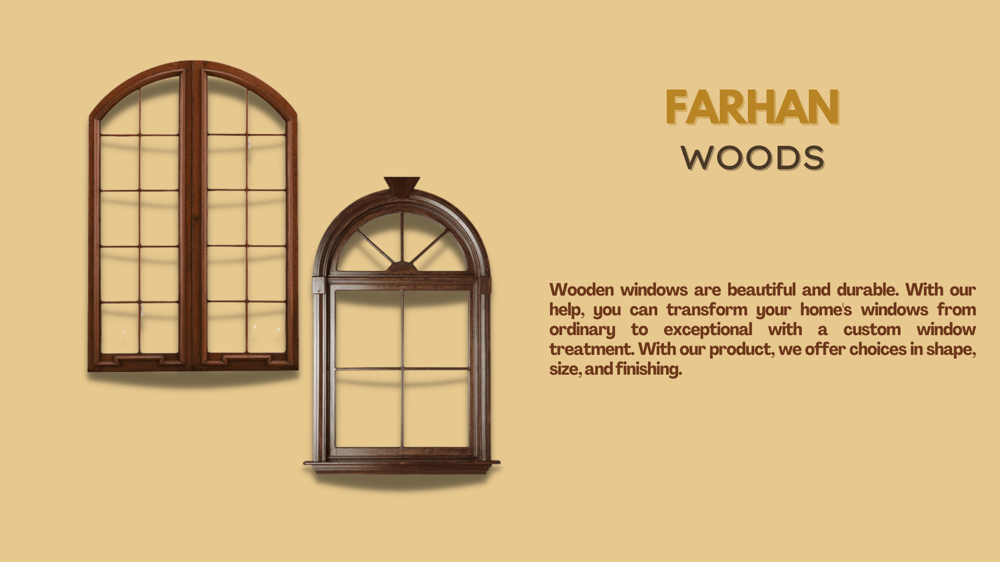 FARHAN
WOODS
Wooden windows are beautiful and durable. With our
help, you can transform your home's windows from
ordinary to exceptional with a custom window
treatment. With our product, we offer choices in shape,
size, and finishing.